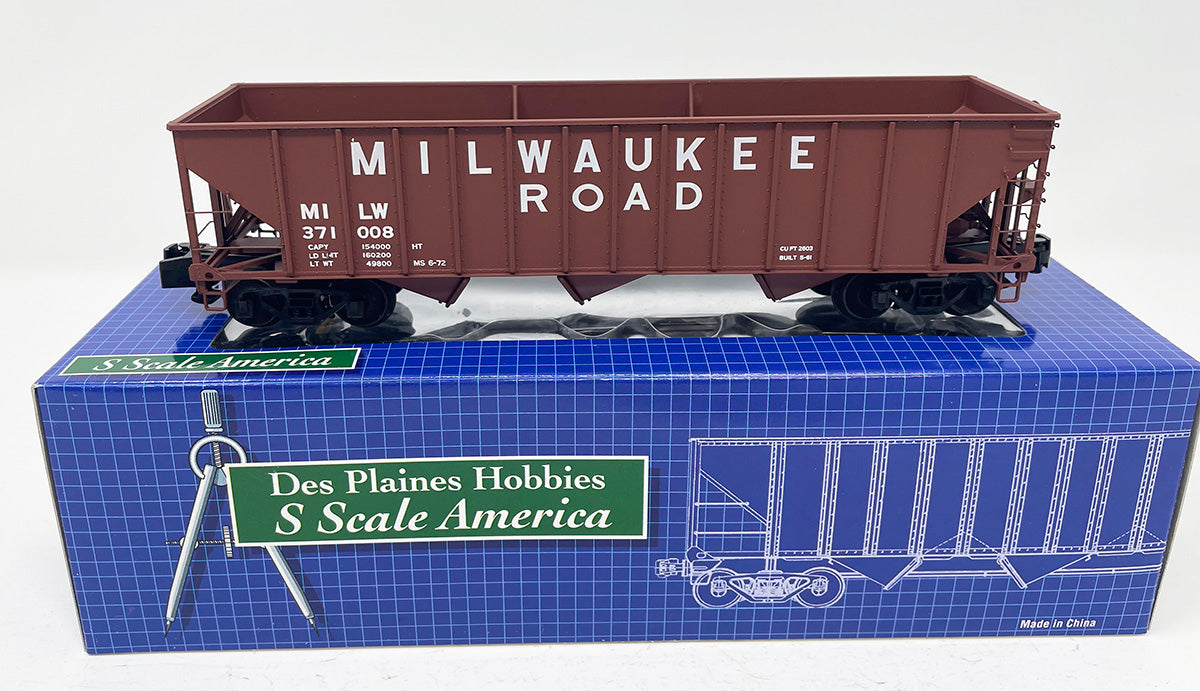 MILWAUKEE
ROAD
MILW
371008
CAPY 154000 HT
LD LMT 160200
LT WT 49800 MS 6-72
CU FT 2603
BUILT 5-61
S Scale America
Des Plaines Hobbies
S Scale America
Made in China